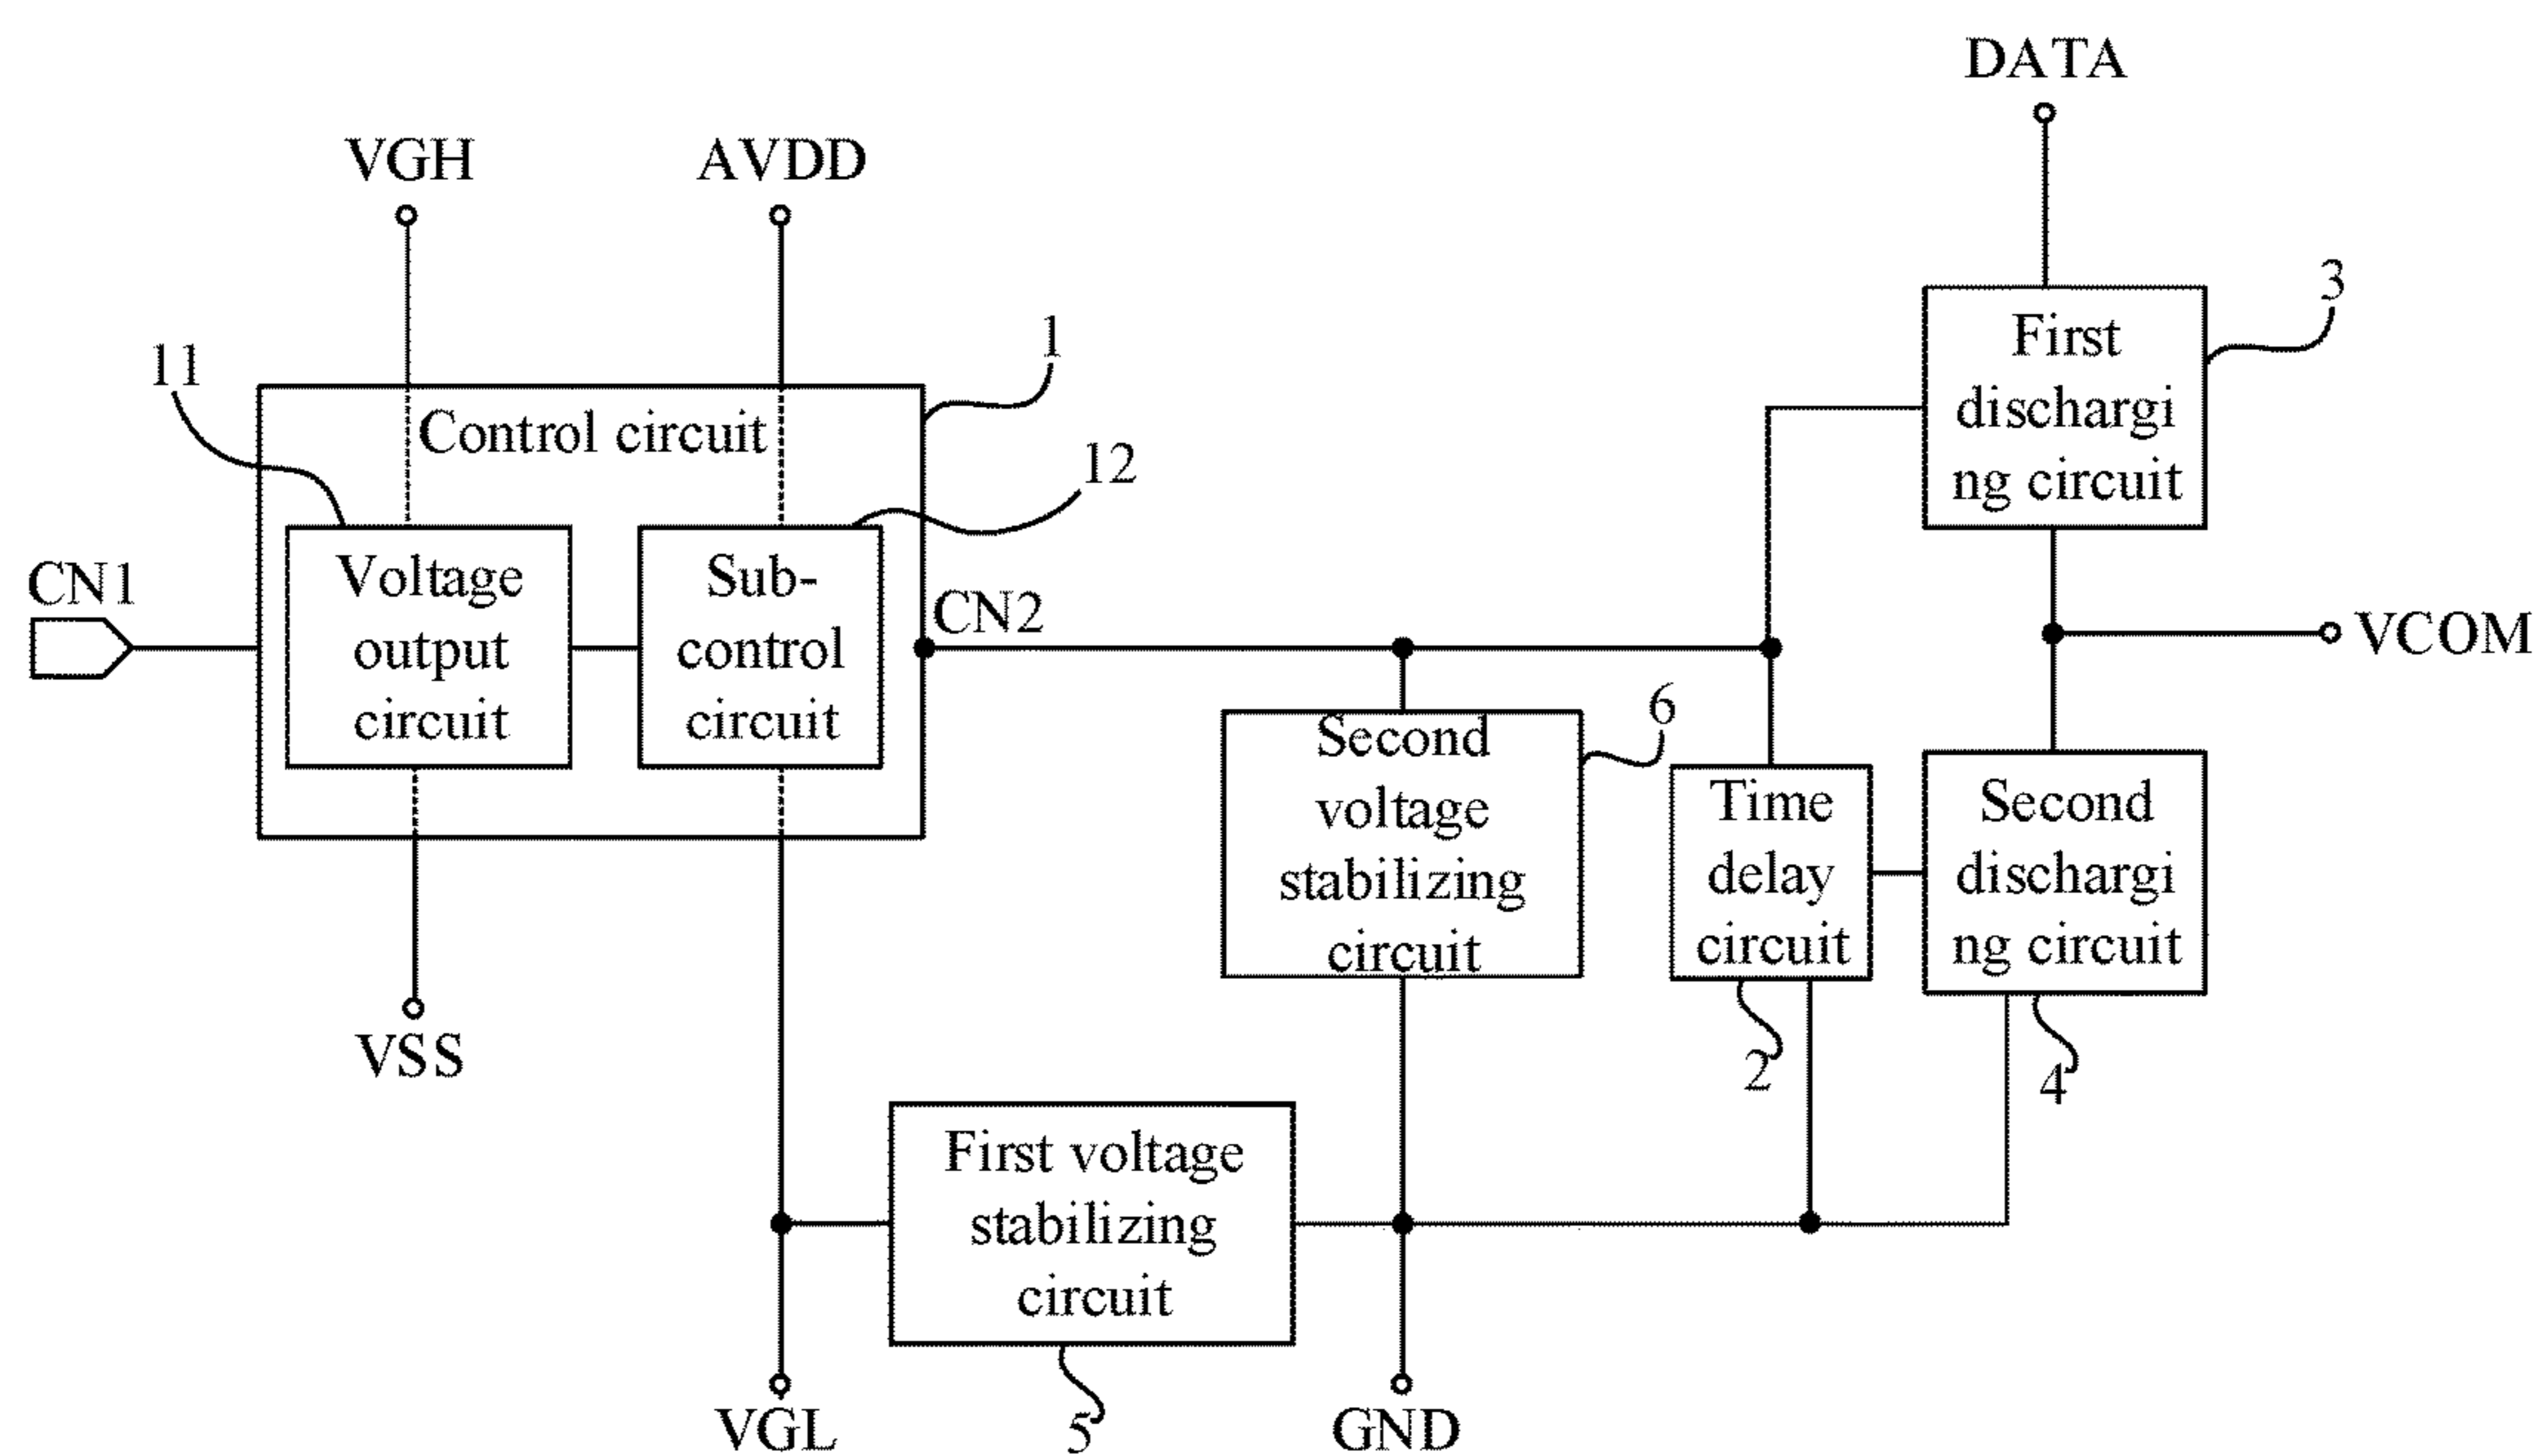 DATA
VGH
AVDD
3
1
11
First
dischargi
ng circuit
Control circuit
12
CN1
Voltage
output
circuit
Sub-
control
circuit
CN2
VCOM
6
Second
voltage
stabilizing
circuit
Time
delay
circuit
Second
dischargi
ng circuit
VSS
2
4
First voltage
stabilizing
circuit
VGL
5
GND